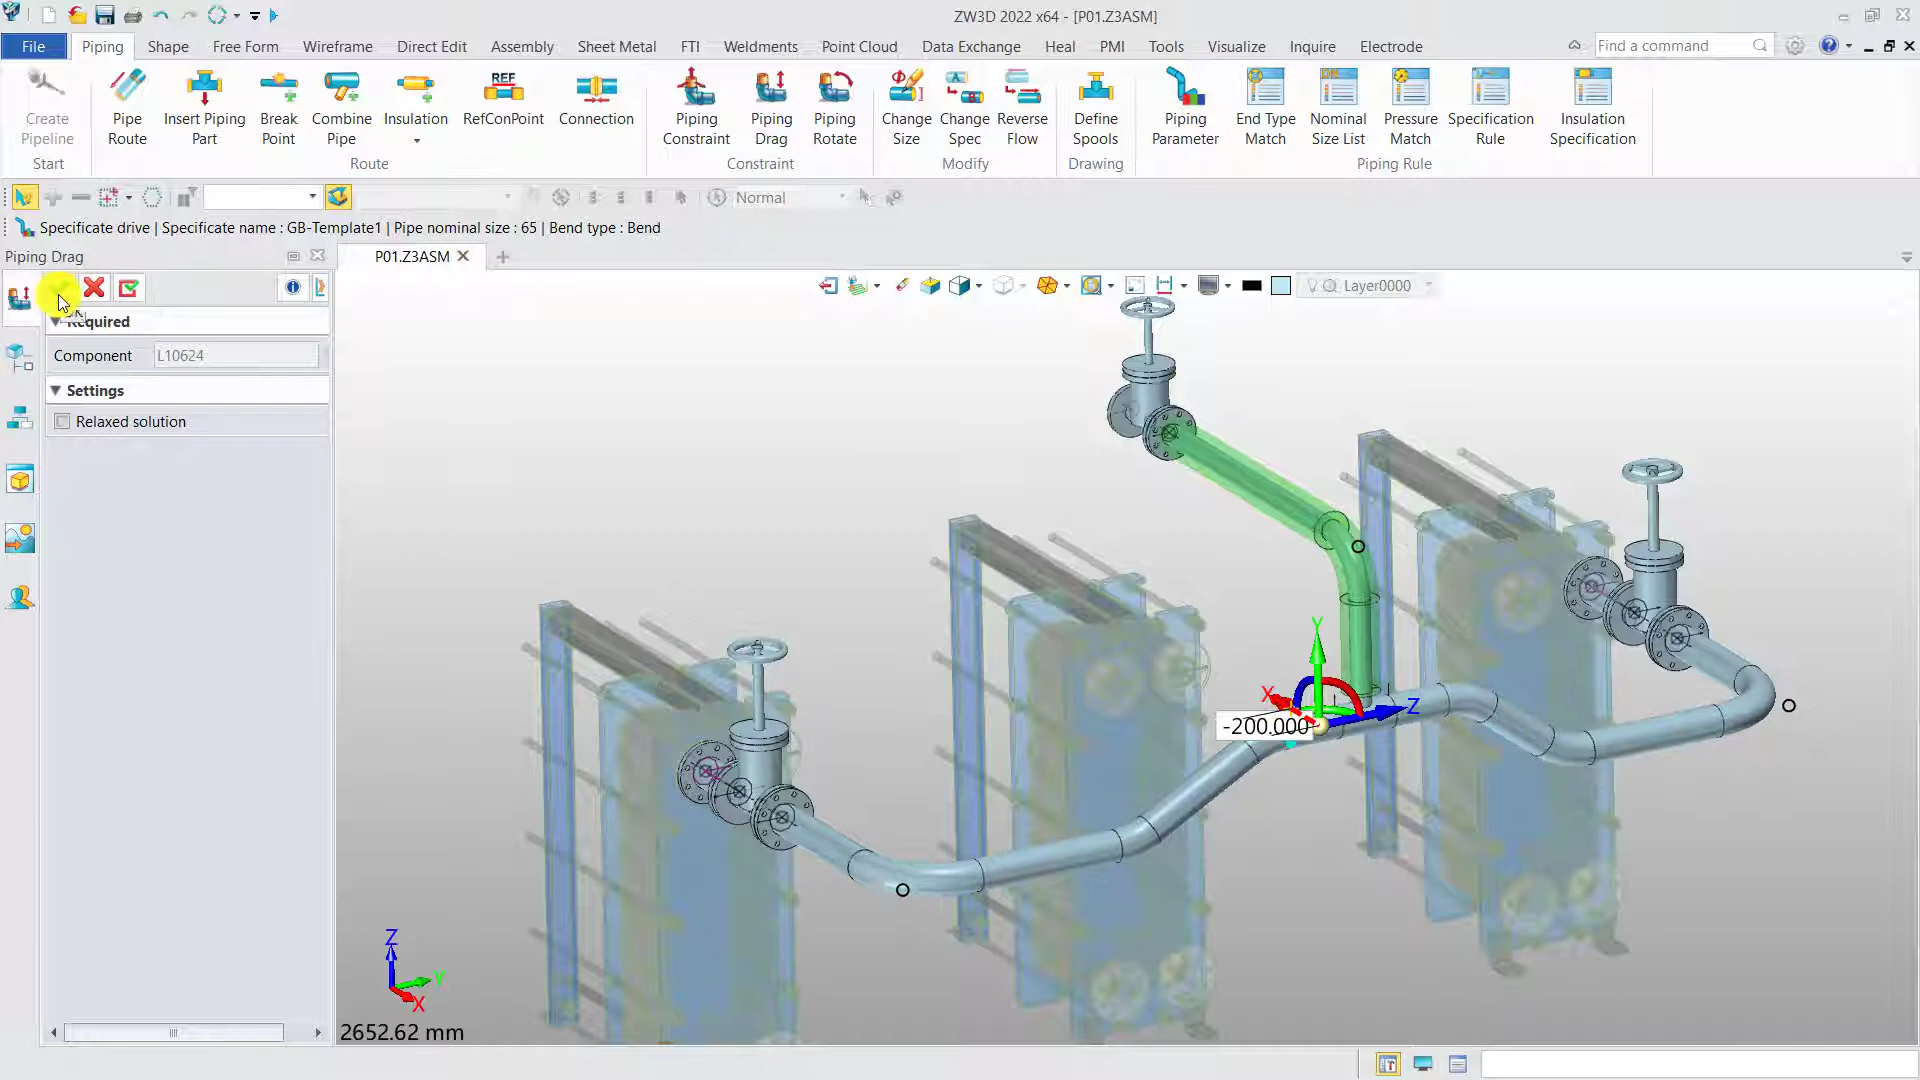 ZW3D 2022 x64 - [P01.Z3ASM]
File Piping Shape Free Form Wireframe Direct Edit Assembly Sheet Metal FTI Weldments Point Cloud Data Exchange Heal PMI Tools Visualize Inquire Electrode Find a command
REF
Create Pipeline
Pipe Route
Insert Piping Part
Break Point
Combine Pipe
Insulation
RefConPoint
Connection
Piping Constraint
Piping Drag
Piping Rotate
Change Size
Change Spec
Reverse Flow
Define Spools
Piping Parameter
End Type Match
Nominal Size List
Pressure Match
Specification Rule
Insulation Specification
Start Route Constraint Modify Drawing Piping Rule
Normal
Specificate drive | Specificate name : GB-Template1 | Pipe nominal size : 65 | Bend type : Bend
Piping Drag
P01.Z3ASM
Layer0000
Required
Component L10624
Settings
Relaxed solution
Y
X
Z
-200.000
Z
Y
X
2652.62 mm